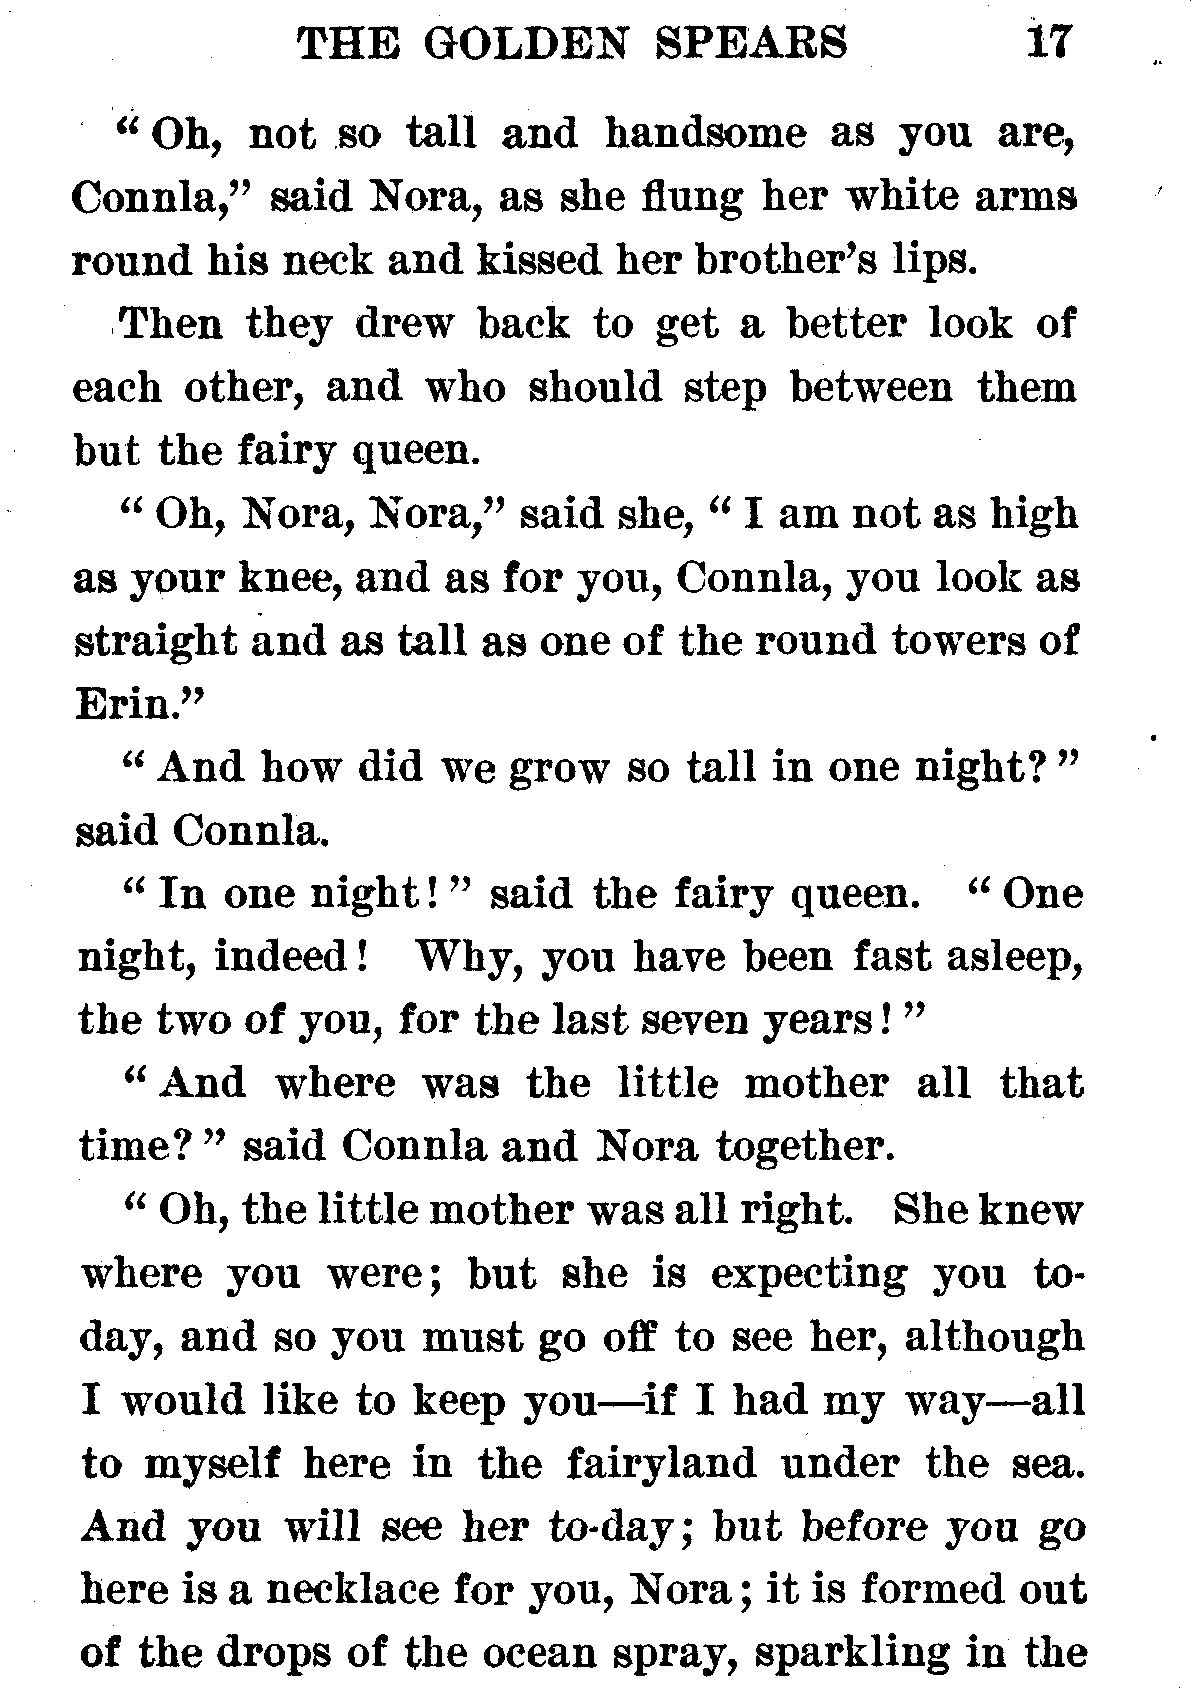 THE GOLDEN SPEARS 17
“ Oh, not so tall and handsome as you are,
Connla,” said Nora, as she flung her white arms
round his neck and kissed her brother’s lips.
Then they drew back to get a better look of
each other, and who should step between them
but the fairy queen.
“ Oh, Nora, Nora,” said she, “ I am not as high
as your knee, and as for you, Connla, you look as
straight and as tall as one of the round towers of
Erin.”
“ And how did we grow so tall in one night? ”
said Connla.
“ In one night! ” said the fairy queen. “ One
night, indeed! Why, you have been fast asleep,
the two of you, for the last seven years! ”
“ And where was the little mother all that
time? ” said Connla and Nora together.
“ Oh, the little mother was all right. She knew
where you were; but she is expecting you to-
day, and so you must go off to see her, although
I would like to keep you—if I had my way—all
to myself here in the fairyland under the sea.
And you will see her to-day; but before you go
here is a necklace for you, Nora; it is formed out
of the drops of the ocean spray, sparkling in the